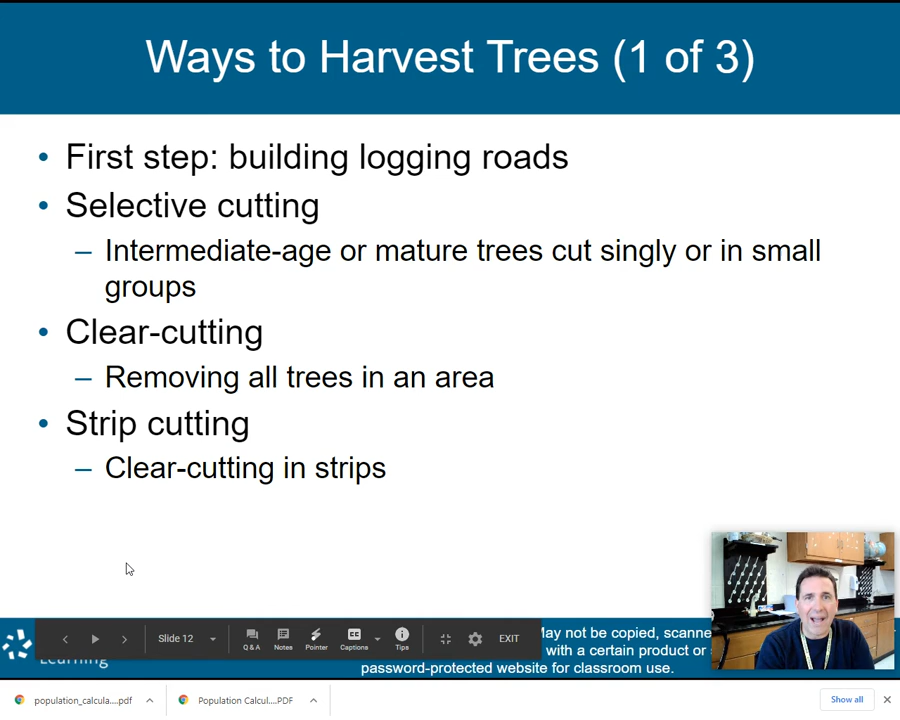 Ways to Harvest Trees (1 of 3)
• First step: building logging roads
• Selective cutting
– Intermediate-age or mature trees cut singly or in small
groups
• Clear-cutting
– Removing all trees in an area
• Strip cutting
– Clear-cutting in strips
May not be copied, scanne
with a certain product or
password-protected website for classroom use.
Learning
Slide 12
Q & A
Notes
Pointer
Captions
Tips
EXIT
population_calcula....pdf
Population Calcul....PDF
Show all